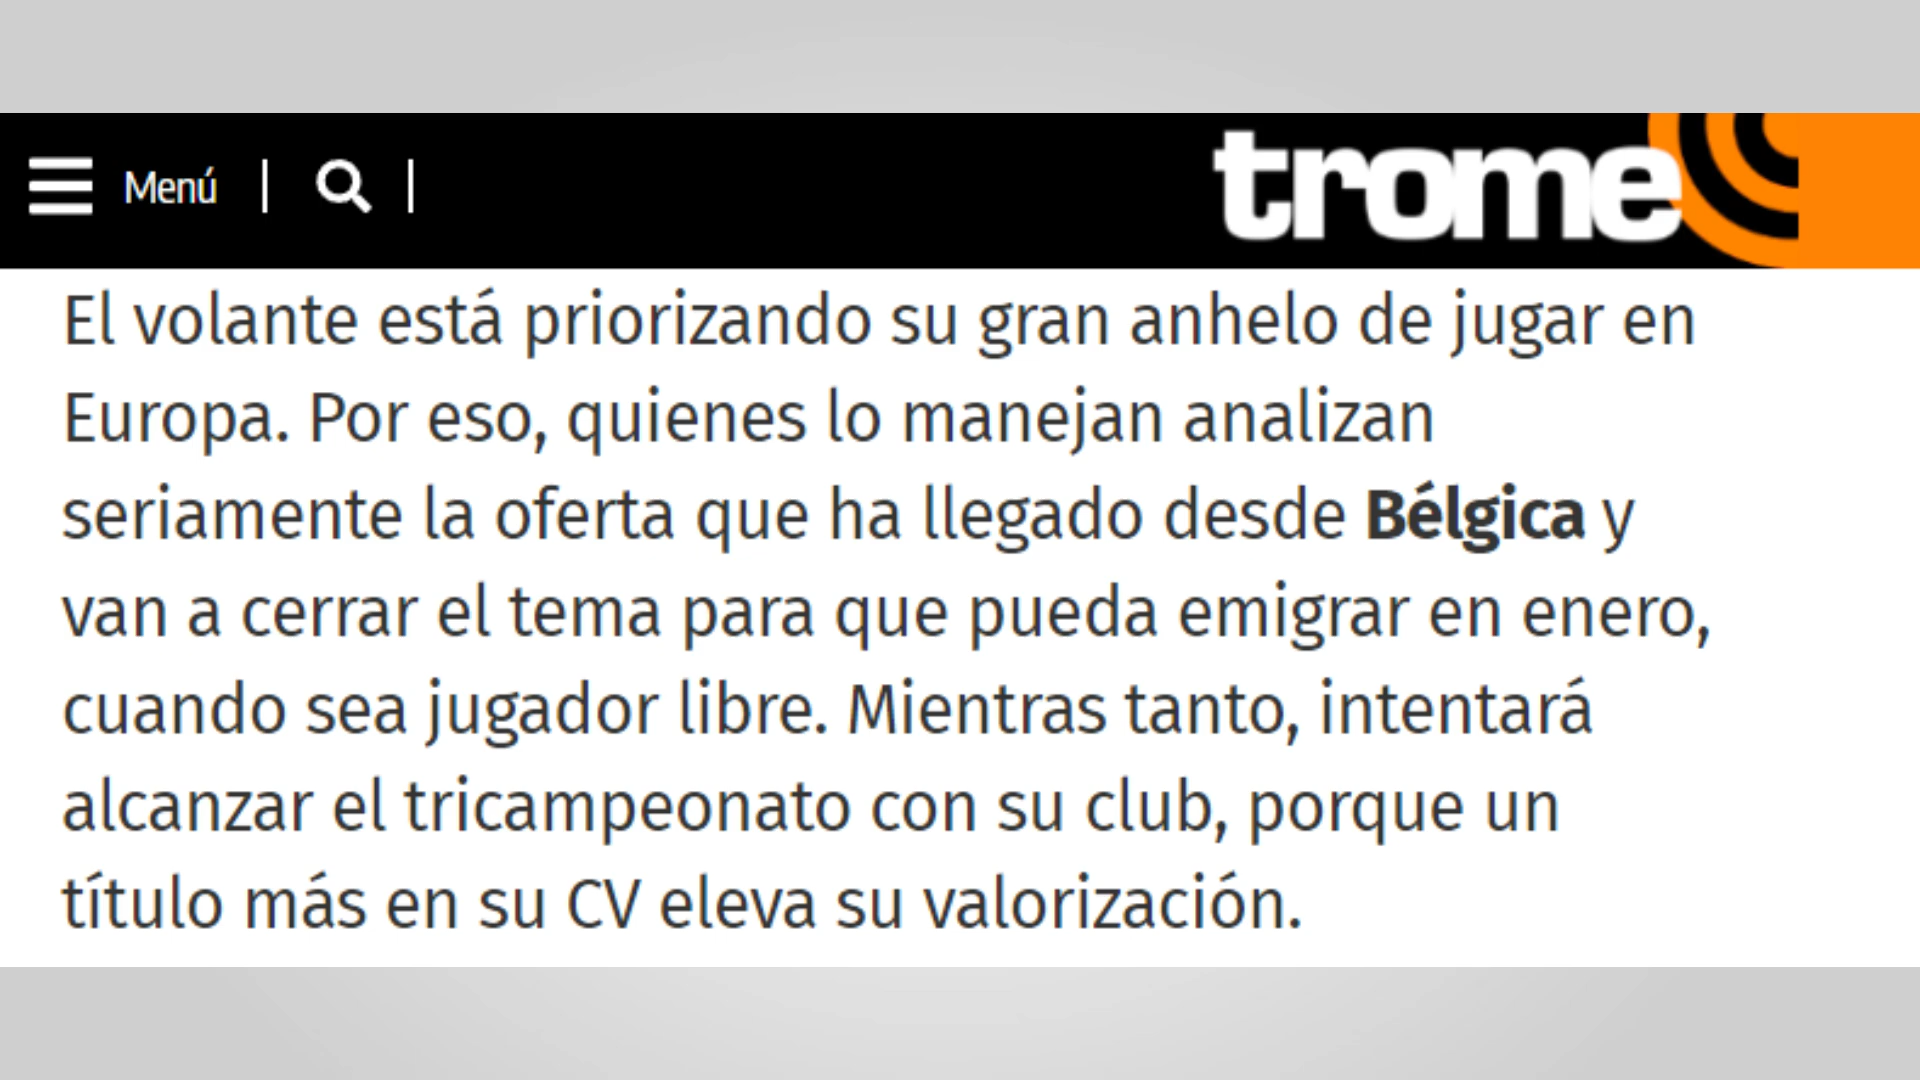 Menú
trome
El volante está priorizando su gran anhelo de jugar en
Europa. Por eso, quienes lo manejan analizan
seriamente la oferta que ha llegado desde Bélgica y
van a cerrar el tema para que pueda emigrar en enero,
cuando sea jugador libre. Mientras tanto, intentará
alcanzar el tricampeonato con su club, porque un
título más en su CV eleva su valorización.